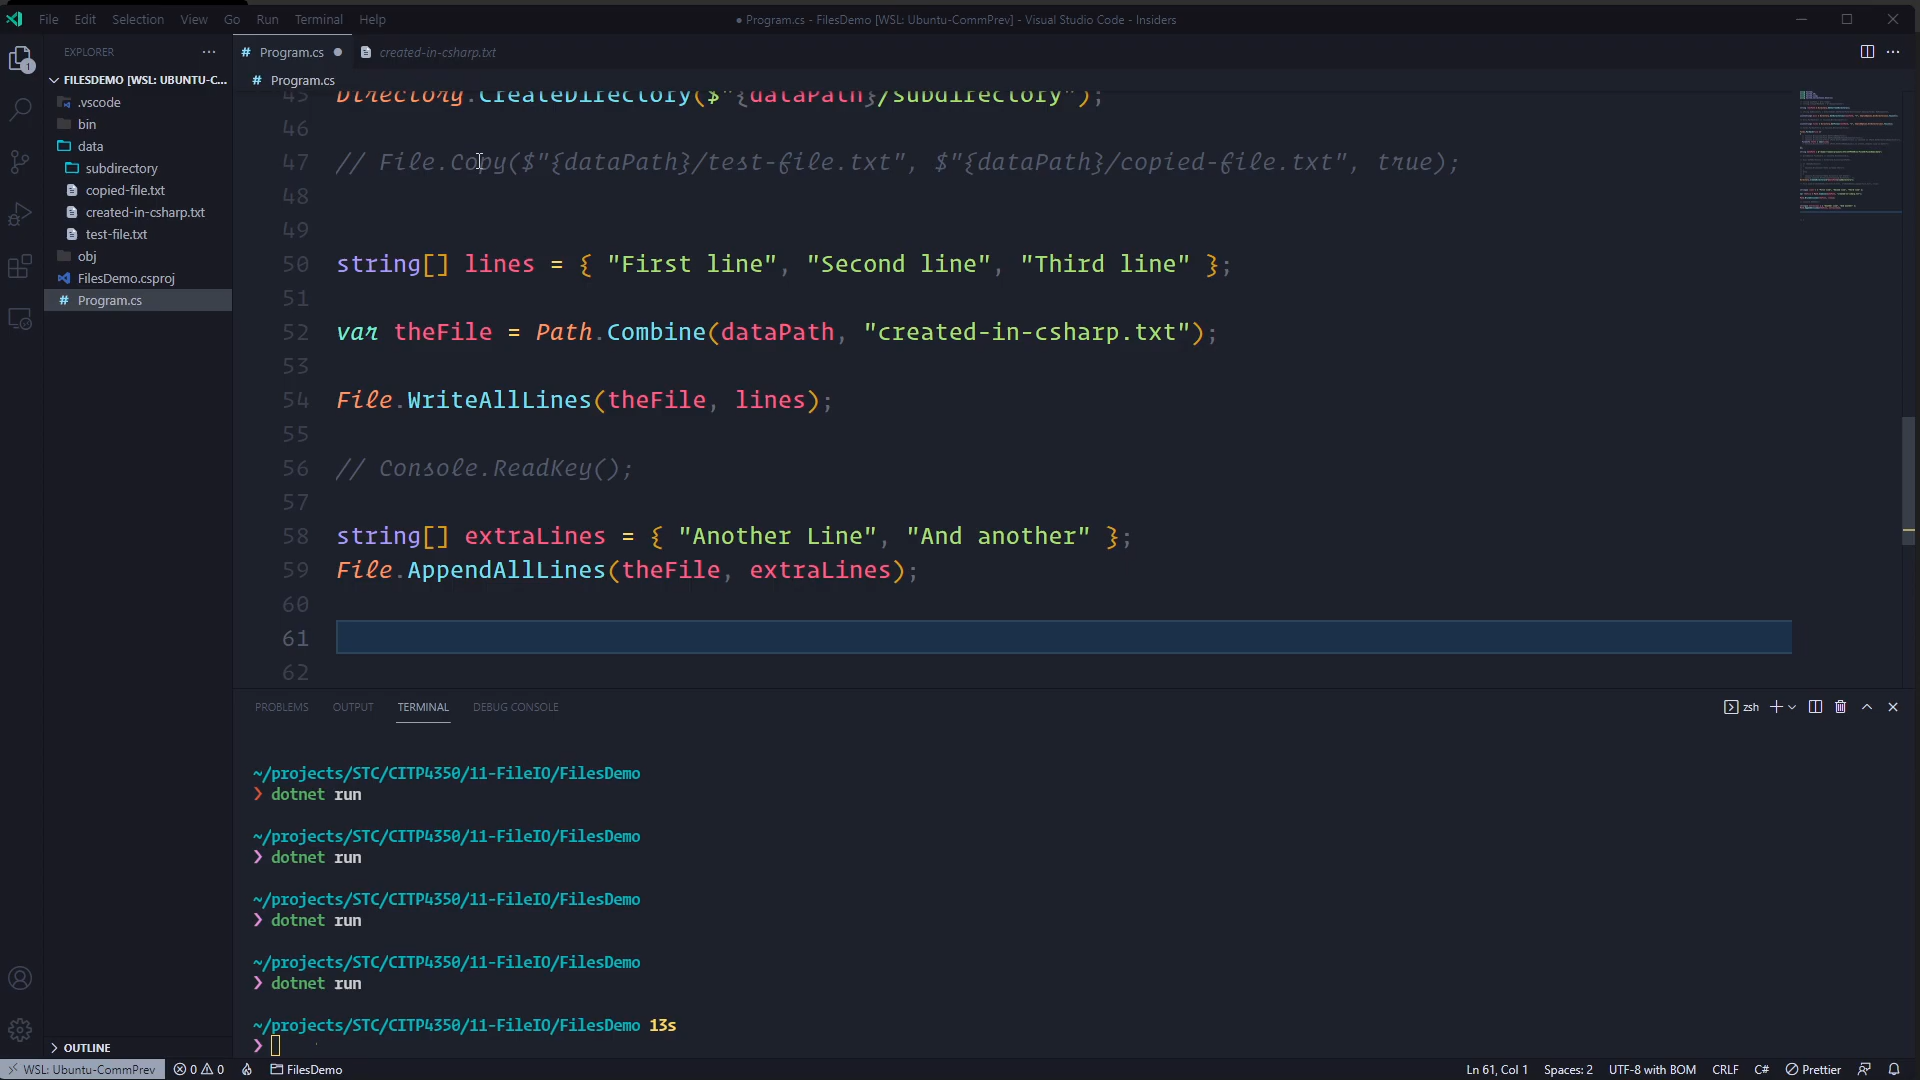 File Edit Selection View Go Run Terminal Help
● Program.cs - FilesDemo [WSL: Ubuntu-CommPrev] - Visual Studio Code - Insiders
EXPLORER
1
FILESDEMO [WSL: UBUNTU-C...
.vscode
bin
data
subdirectory
copied-file.txt
created-in-csharp.txt
test-file.txt
obj
FilesDemo.csproj
# Program.cs
OUTLINE
# Program.cs ● created-in-csharp.txt
# Program.cs
45 Directory.CreateDirectory($"{dataPath}/subdirectory");
46
47 // File.Copy($"{dataPath}/test-file.txt", $"{dataPath}/copied-file.txt", true);
48
49
50 string[] lines = { "First line", "Second line", "Third line" };
51
52 var theFile = Path.Combine(dataPath, "created-in-csharp.txt");
53
54 File.WriteAllLines(theFile, lines);
55
56 // Console.ReadKey();
57
58 string[] extraLines = { "Another Line", "And another" };
59 File.AppendAllLines(theFile, extraLines);
60
61
62
PROBLEMS OUTPUT TERMINAL DEBUG CONSOLE
zsh
~/projects/STC/CITP4350/11-FileIO/FilesDemo
❯ dotnet run
~/projects/STC/CITP4350/11-FileIO/FilesDemo
❯ dotnet run
~/projects/STC/CITP4350/11-FileIO/FilesDemo
❯ dotnet run
~/projects/STC/CITP4350/11-FileIO/FilesDemo
❯ dotnet run
~/projects/STC/CITP4350/11-FileIO/FilesDemo 13s
❯
WSL: Ubuntu-CommPrev 0 0 FilesDemo
Ln 61, Col 1 Spaces: 2 UTF-8 with BOM CRLF C# Prettier